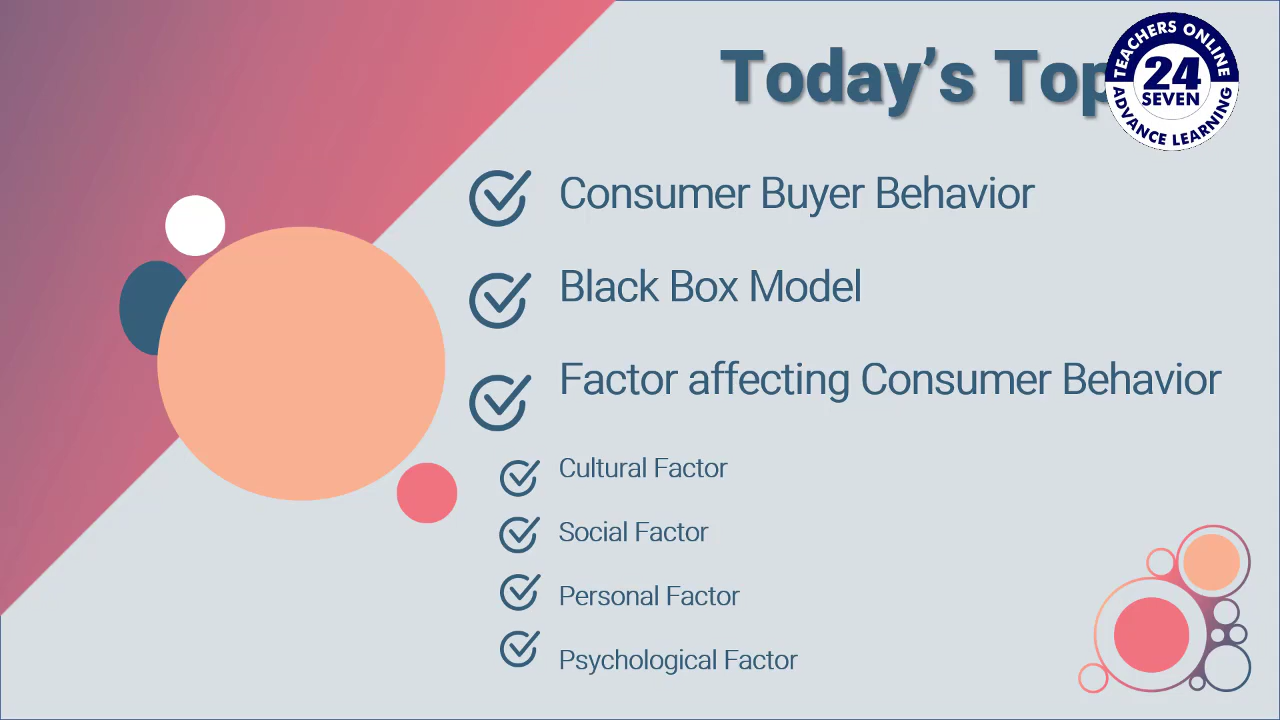 Today's Top
TEACHERS ONLINE
24
SEVEN
ADVANCE LEARNING
Consumer Buyer Behavior
Black Box Model
Factor affecting Consumer Behavior
Cultural Factor
Social Factor
Personal Factor
Psychological Factor